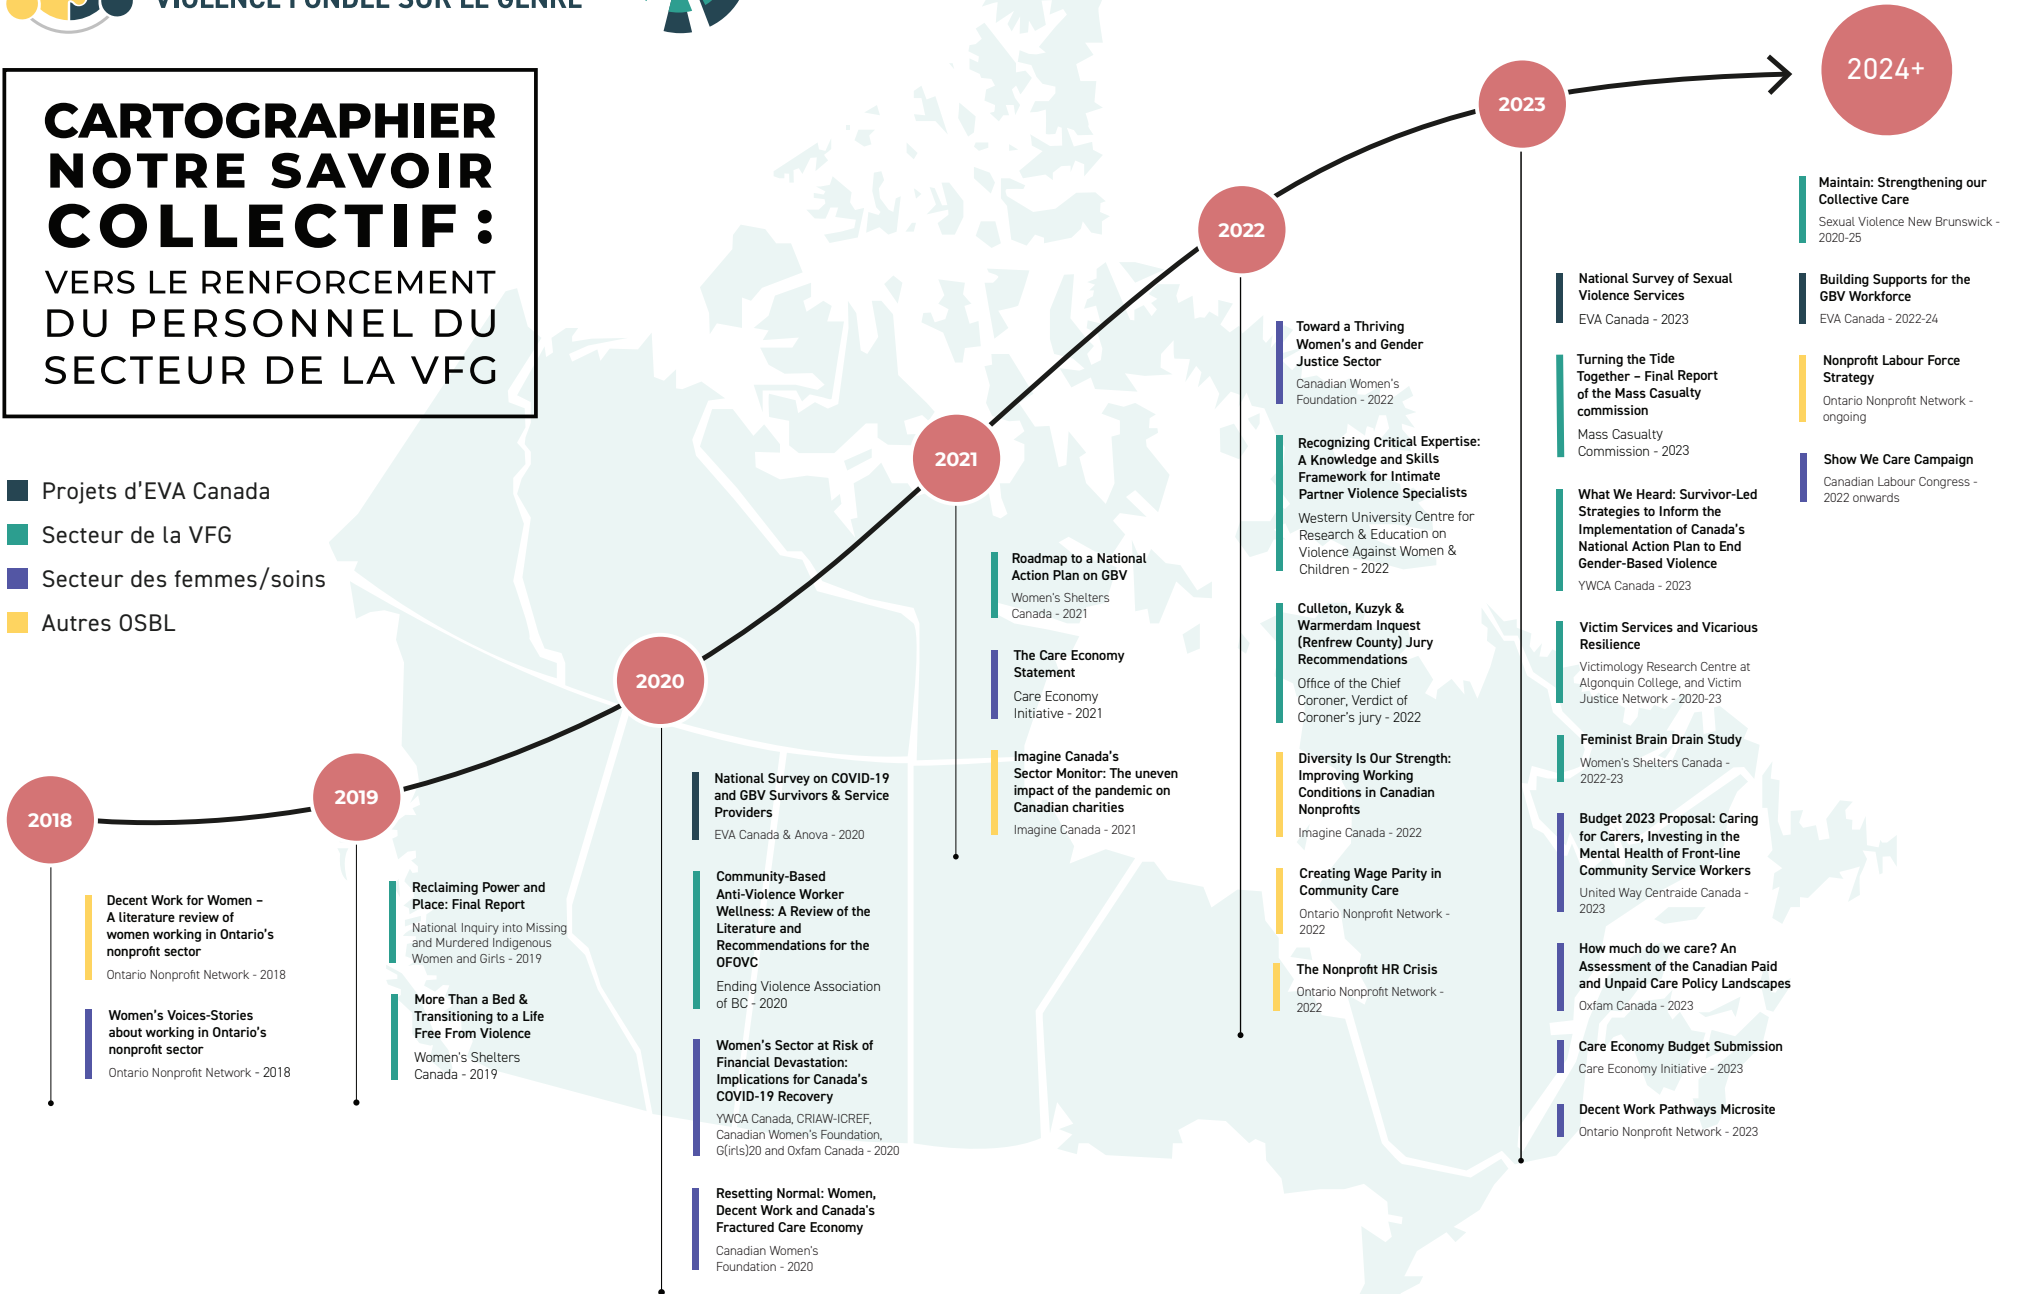 VIOLENCE FONDÉE SUR LE GENRE
CARTOGRAPHIER
NOTRE SAVOIR
COLLECTIF :
VERS LE RENFORCEMENT
DU PERSONNEL DU
SECTEUR DE LA VFG
Projets d'EVA Canada
Secteur de la VFG
Secteur des femmes/soins
Autres OSBL
2018
Decent Work for Women –
A literature review of
women working in Ontario's
nonprofit sector
Ontario Nonprofit Network - 2018
Women's Voices-Stories
about working in Ontario's
nonprofit sector
Ontario Nonprofit Network - 2018
2019
Reclaiming Power and
Place: Final Report
National Inquiry into Missing
and Murdered Indigenous
Women and Girls - 2019
More Than a Bed &
Transitioning to a Life
Free From Violence
Women's Shelters
Canada - 2019
2020
National Survey on COVID-19
and GBV Survivors & Service
Providers
EVA Canada & Anova - 2020
Community-Based
Anti-Violence Worker
Wellness: A Review of the
Literature and
Recommendations for the
OFOVC
Ending Violence Association
of BC - 2020
Women's Sector at Risk of
Financial Devastation:
Implications for Canada's
COVID-19 Recovery
YWCA Canada, CRIAW-ICREF,
Canadian Women's Foundation,
G(irls)20 and Oxfam Canada - 2020
Resetting Normal: Women,
Decent Work and Canada's
Fractured Care Economy
Canadian Women's
Foundation - 2020
2021
Roadmap to a National
Action Plan on GBV
Women's Shelters
Canada - 2021
The Care Economy
Statement
Care Economy
Initiative - 2021
Imagine Canada's
Sector Monitor: The uneven
impact of the pandemic on
Canadian charities
Imagine Canada - 2021
2022
Toward a Thriving
Women's and Gender
Justice Sector
Canadian Women's
Foundation - 2022
Recognizing Critical Expertise:
A Knowledge and Skills
Framework for Intimate
Partner Violence Specialists
Western University Centre for
Research & Education on
Violence Against Women &
Children - 2022
Culleton, Kuzyk &
Warmerdam Inquest
(Renfrew County) Jury
Recommendations
Office of the Chief
Coroner, Verdict of
Coroner's jury - 2022
Diversity Is Our Strength:
Improving Working
Conditions in Canadian
Nonprofits
Imagine Canada - 2022
Creating Wage Parity in
Community Care
Ontario Nonprofit Network -
2022
The Nonprofit HR Crisis
Ontario Nonprofit Network -
2022
2023
National Survey of Sexual
Violence Services
EVA Canada - 2023
Turning the Tide
Together – Final Report
of the Mass Casualty
commission
Mass Casualty
Commission - 2023
What We Heard: Survivor-Led
Strategies to Inform the
Implementation of Canada's
National Action Plan to End
Gender-Based Violence
YWCA Canada - 2023
Victim Services and Vicarious
Resilience
Victimology Research Centre at
Algonquin College, and Victim
Justice Network - 2020-23
Feminist Brain Drain Study
Women's Shelters Canada -
2022-23
Budget 2023 Proposal: Caring
for Carers, Investing in the
Mental Health of Front-line
Community Service Workers
United Way Centraide Canada -
2023
How much do we care? An
Assessment of the Canadian Paid
and Unpaid Care Policy Landscapes
Oxfam Canada - 2023
Care Economy Budget Submission
Care Economy Initiative - 2023
Decent Work Pathways Microsite
Ontario Nonprofit Network - 2023
2024+
Maintain: Strengthening our
Collective Care
Sexual Violence New Brunswick -
2020-25
Building Supports for the
GBV Workforce
EVA Canada - 2022-24
Nonprofit Labour Force
Strategy
Ontario Nonprofit Network -
ongoing
Show We Care Campaign
Canadian Labour Congress -
2022 onwards